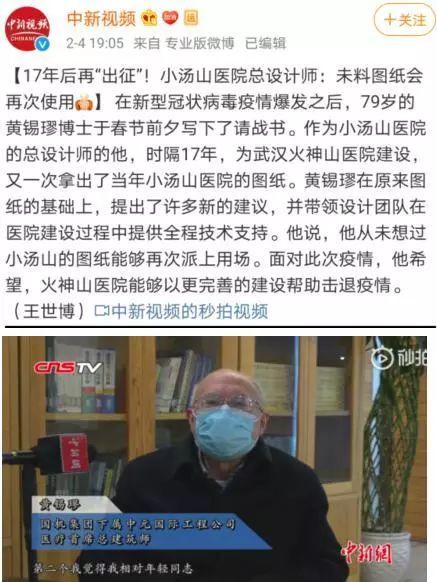 中新视频
CHINANE
中新视频
2-4 19:05 来自 专业版微博 已编辑
+关注
【17年后再“出征”！小汤山医院总设计师：未料图纸会
再次使用】在新型冠状病毒疫情爆发之后，79岁的
黄锡璆博士于春节前夕写下了请战书。作为小汤山医院
的总设计师的他，时隔17年，为武汉火神山医院建设，
又一次拿出了当年小汤山医院的图纸。黄锡璆在原来图
纸的基础上，提出了许多新的建议，并带领设计团队在
医院建设过程中提供全程技术支持。他说，他从未想过
小汤山的图纸能够再次派上用场。面对此次疫情，他希
望，火神山医院能够以更完善的建设帮助击退疫情。
（王世博）中新视频的秒拍视频
CNSTV
秒拍
中新网
黄锡璆
国机集团下属中元国际工程公司
医疗首席总建筑师
中新网
第二个我觉得我相对年轻同志